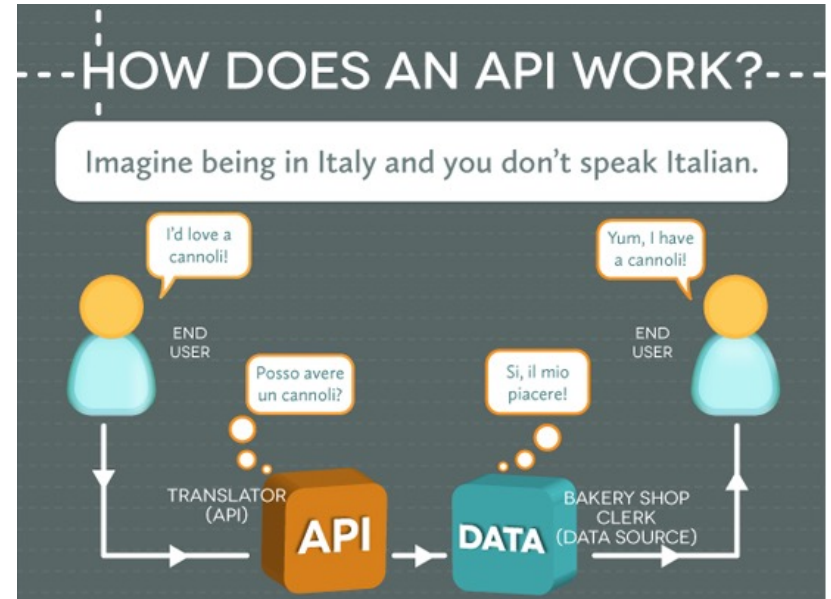 HOW DOES AN API WORK?
Imagine being in Italy and you don't speak Italian.
I'd love a
cannoli!
END
USER
Posso avere
un cannoli?
TRANSLATOR
(API)
API
Si, il mio
piacere!
DATA
BAKERY SHOP
CLERK
(DATA SOURCE)
Yum, I have
a cannoli!
END
USER